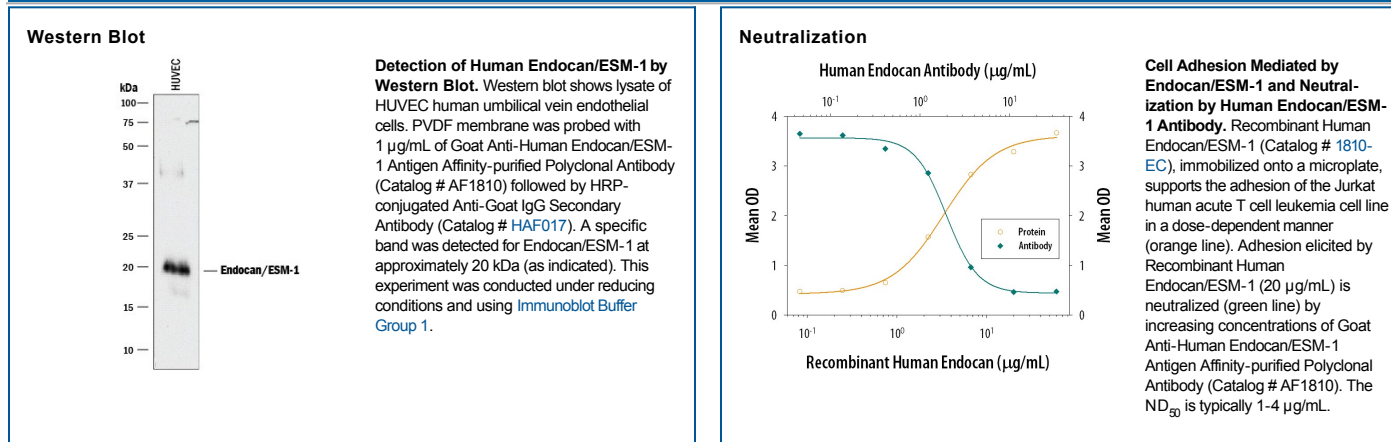 Western Blot
HUVEC
kDa
100
75
50
37
25
20
15
10
Endocan/ESM-1
Detection of Human Endocan/ESM-1 by
Western Blot. Western blot shows lysate of
HUVEC human umbilical vein endothelial
cells. PVDF membrane was probed with
1 µg/mL of Goat Anti-Human Endocan/ESM-
1 Antigen Affinity-purified Polyclonal Antibody
(Catalog # AF1810) followed by HRP-
conjugated Anti-Goat IgG Secondary
Antibody (Catalog # HAF017). A specific
band was detected for Endocan/ESM-1 at
approximately 20 kDa (as indicated). This
experiment was conducted under reducing
conditions and using Immunoblot Buffer
Group 1.
Neutralization
Human Endocan Antibody (µg/mL)
10⁻¹ 10⁰ 10¹
4 4
3 3
2 2
1 1
0 0
Mean OD
Mean OD
Protein
Antibody
10⁻¹ 10⁰ 10¹
Recombinant Human Endocan (µg/mL)
Cell Adhesion Mediated by
Endocan/ESM-1 and Neutral-
ization by Human Endocan/ESM-
1 Antibody. Recombinant Human
Endocan/ESM-1 (Catalog # 1810-
EC), immobilized onto a microplate,
supports the adhesion of the Jurkat
human acute T cell leukemia cell line
in a dose-dependent manner
(orange line). Adhesion elicited by
Recombinant Human
Endocan/ESM-1 (20 µg/mL) is
neutralized (green line) by
increasing concentrations of Goat
Anti-Human Endocan/ESM-1
Antigen Affinity-purified Polyclonal
Antibody (Catalog # AF1810). The
ND₅₀ is typically 1-4 µg/mL.